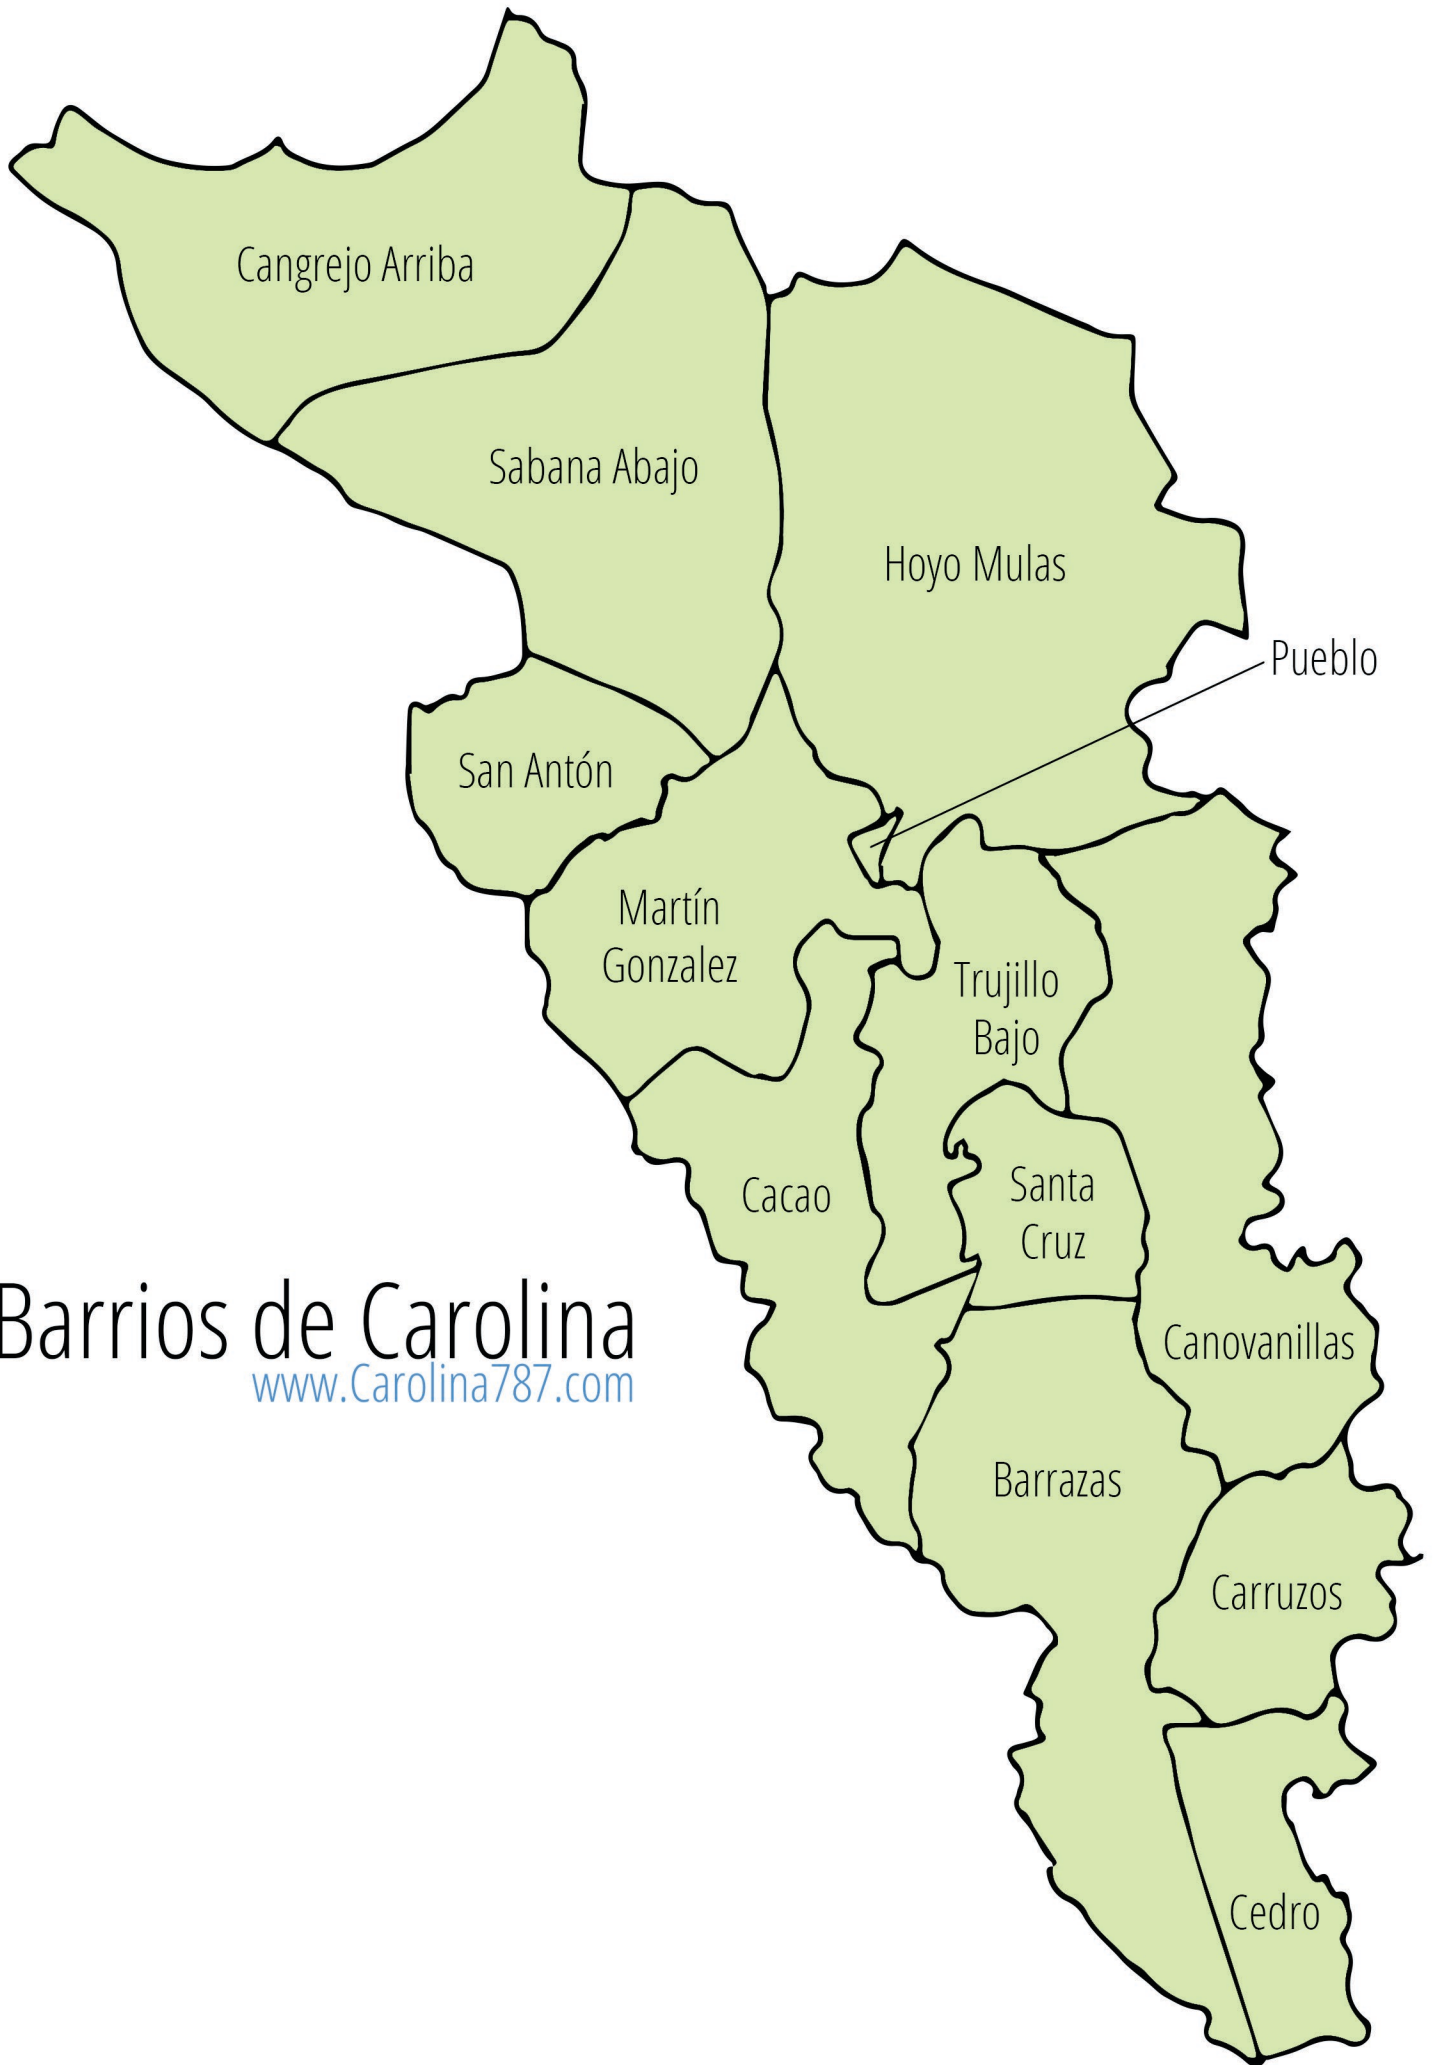 Cangrejo Arriba
Sabana Abajo
Hoyo Mulas
Pueblo
San Antón
Martín
Gonzalez
Trujillo
Bajo
Cacao
Santa
Cruz
Barrios de Carolina
www.Carolina787.com
Canovanillas
Barrazas
Carruzos
Cedro